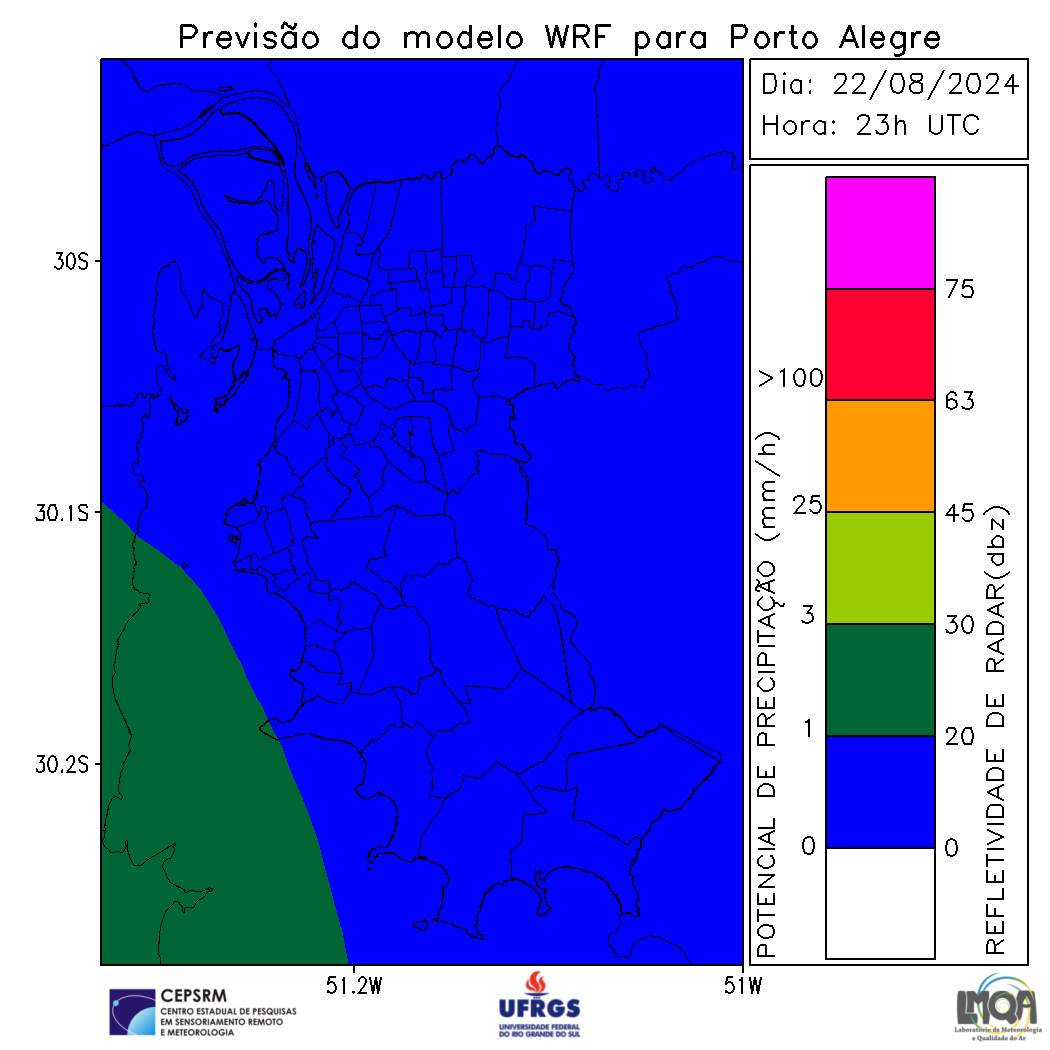 Previsão do modelo WRF para Porto Alegre
Dia: 22/08/2024
Hora: 23h UTC
30S
30.1S
30.2S
51.2W
51W
POTENCIAL DE PRECIPITAÇÃO (mm/h)
>100
25
3
1
0
75
63
45
30
20
0
REFLETIVIDADE DE RADAR(dbz)
CEPSRM
CENTRO ESTADUAL DE PESQUISAS
EM SENSORIAMENTO REMOTO
E METEOROLOGIA
UFRGS
UNIVERSIDADE FEDERAL
DO RIO GRANDE DO SUL
LMQA
Laboratório de Meteorologia
e Qualidade do Ar